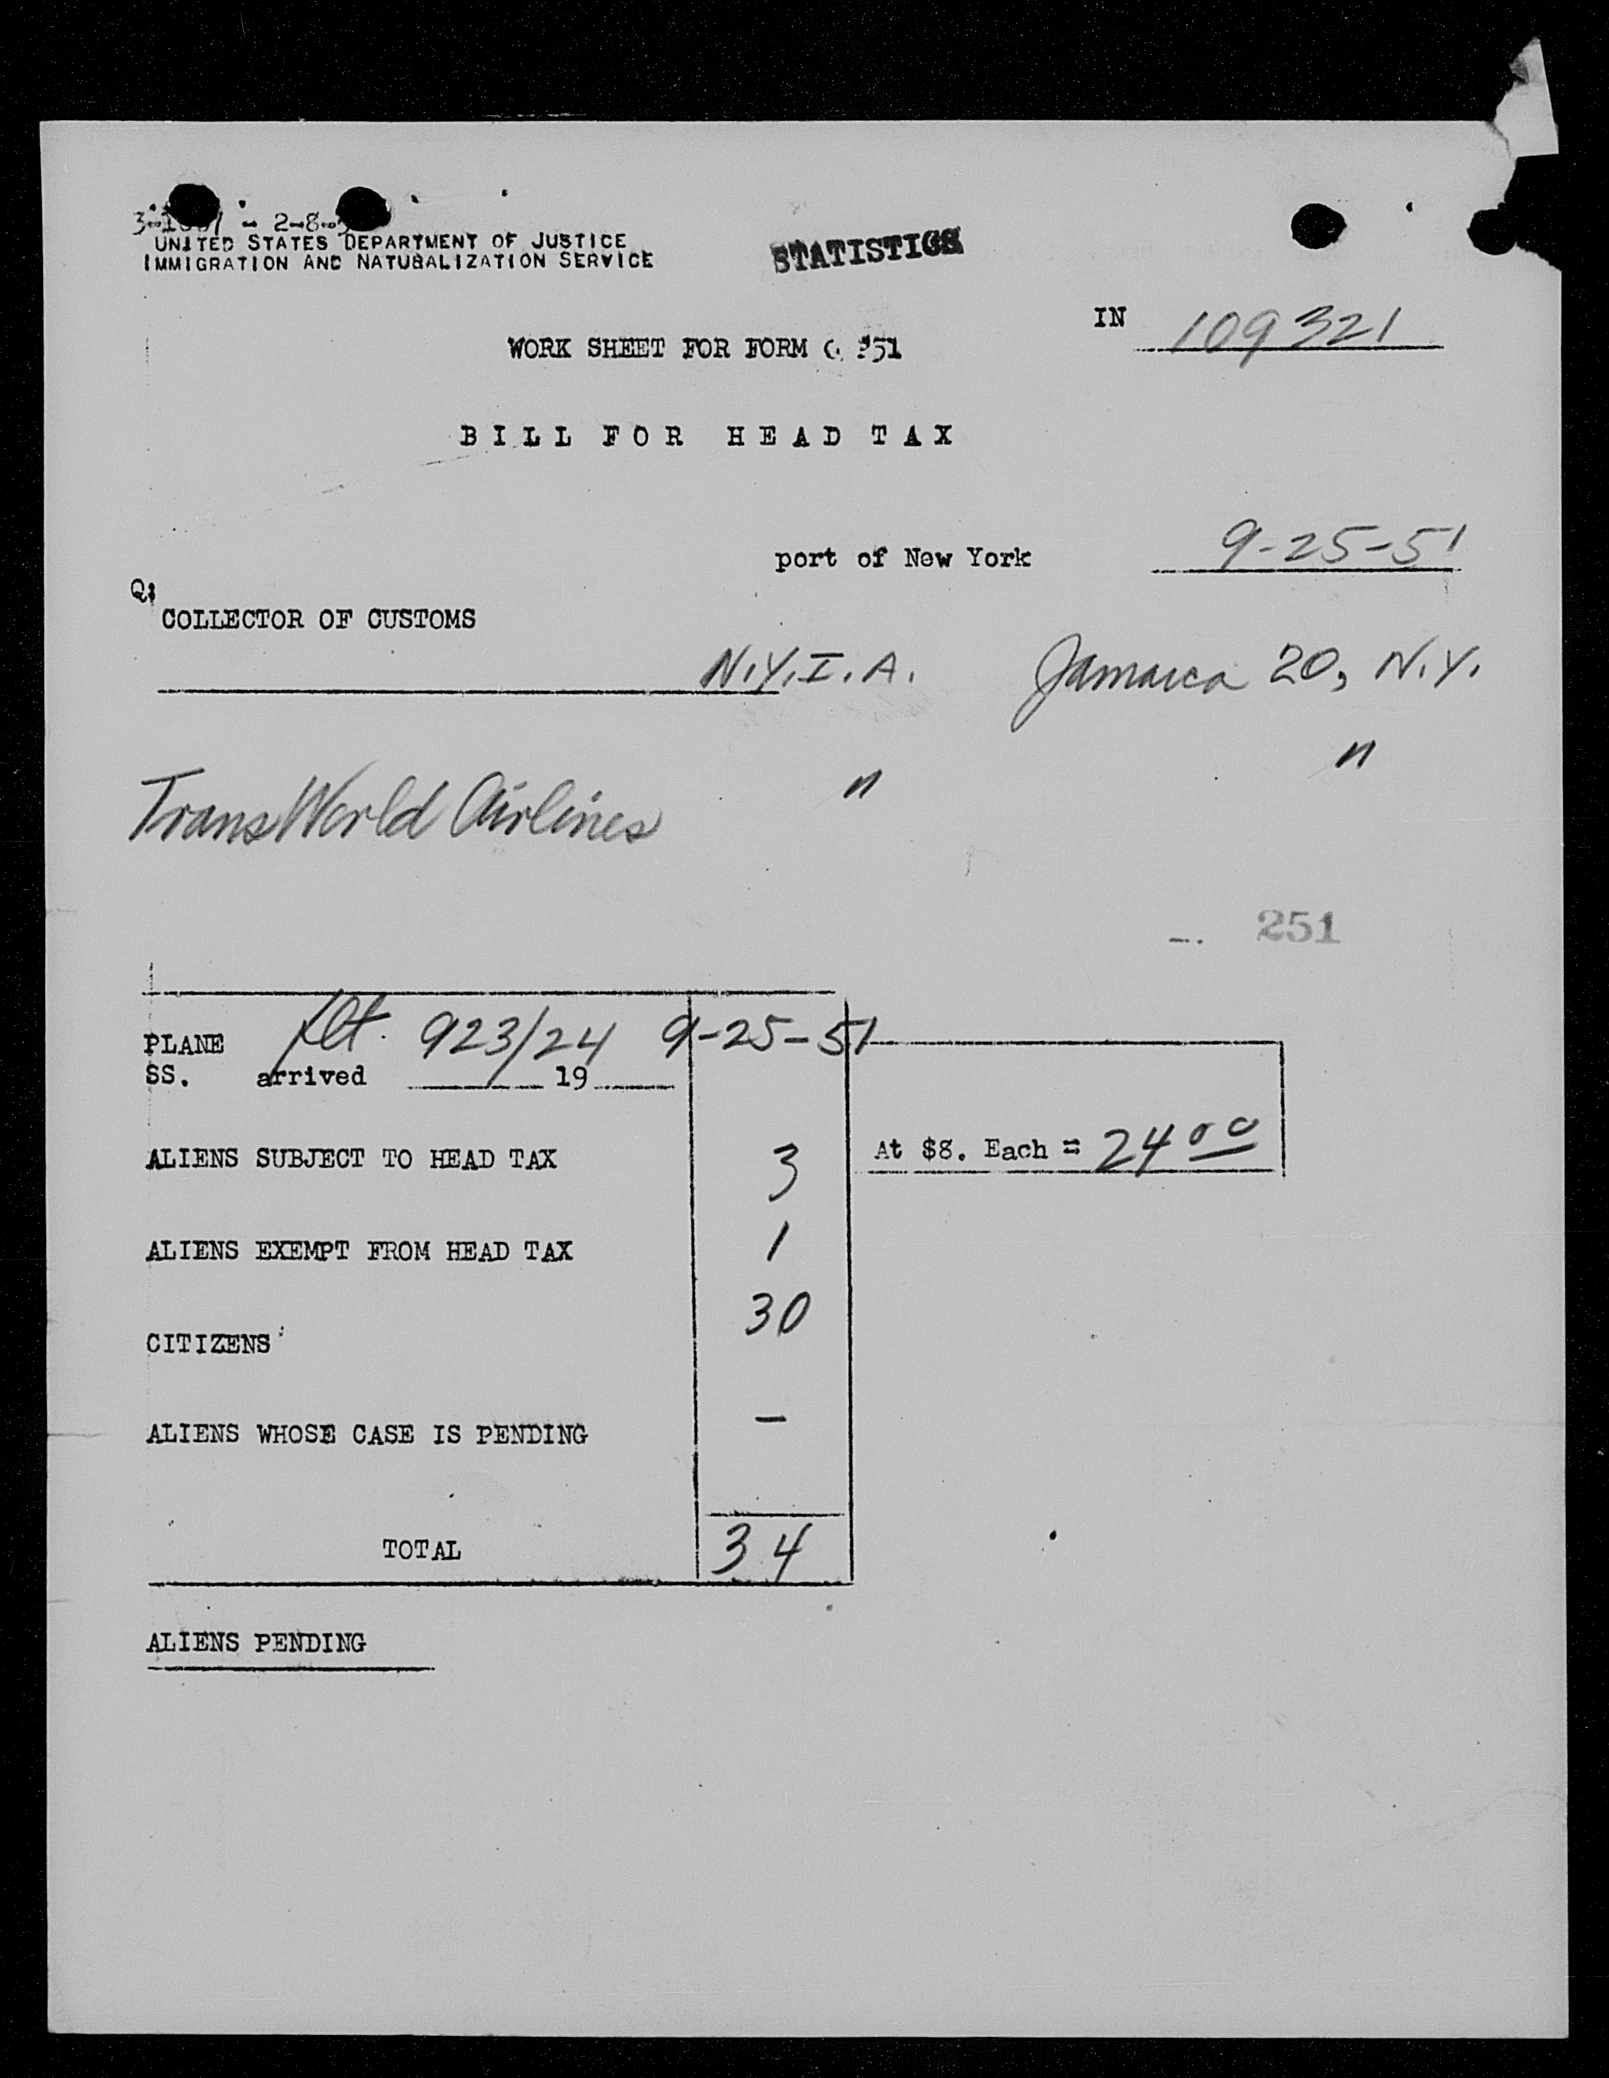 UNITED STATES DEPARTMENT OF JUSTICE
IMMIGRATION AND NATURALIZATION SERVICE
STATISTICS
IN 109321
WORK SHEET FOR FORM
BILL FOR HEAD TAX
port of New York 9-25-51
COLLECTOR OF CUSTOMS
N.Y.I.A. Jamaica 20, N.Y.
Trans World Airlines " "
251
PLANE flt. 923/24 9-25-51
SS. arrived 19
ALIENS SUBJECT TO HEAD TAX 3 At $8. Each = 24 00
ALIENS EXEMPT FROM HEAD TAX 1
CITIZENS 30
ALIENS WHOSE CASE IS PENDING -
TOTAL 34
ALIENS PENDING